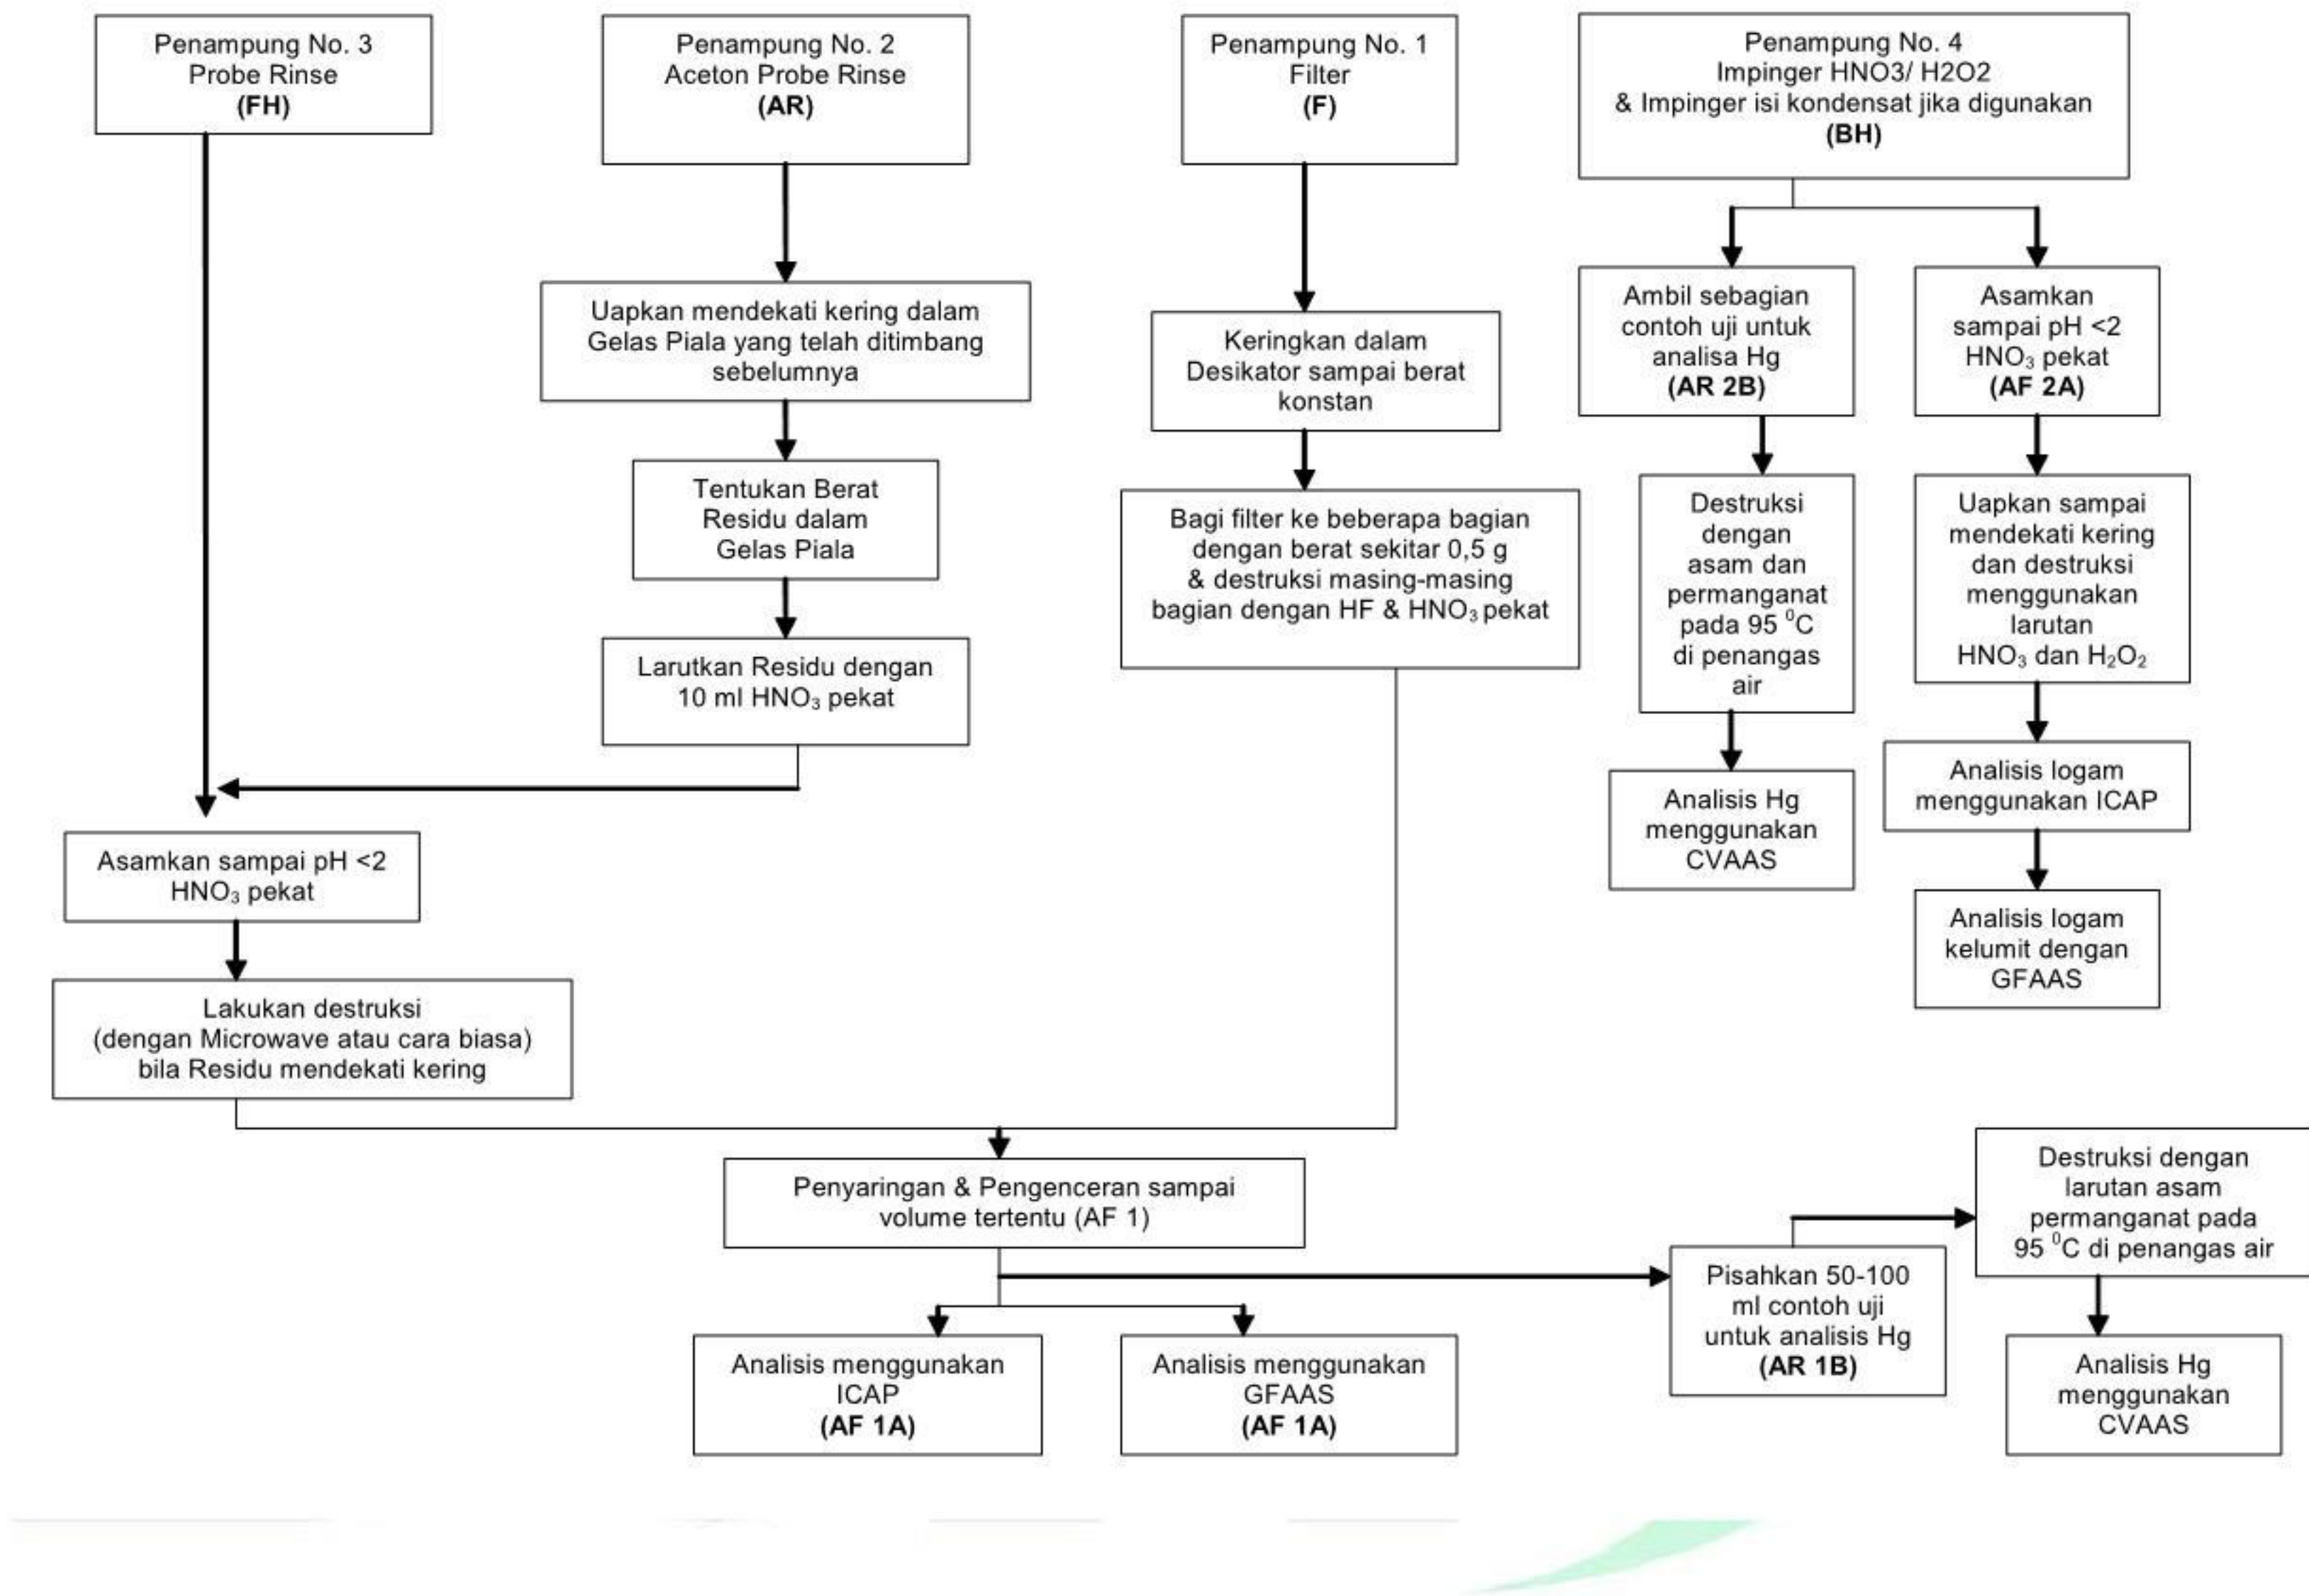 Penampung No. 3
Probe Rinse
(FH)
Penampung No. 2
Aceton Probe Rinse
(AR)
Penampung No. 1
Filter
(F)
Penampung No. 4
Impinger HNO3/ H2O2
& Impinger isi kondensat jika digunakan
(BH)
Uapkan mendekati kering dalam
Gelas Piala yang telah ditimbang
sebelumnya
Keringkan dalam
Desikator sampai berat
konstan
Ambil sebagian
contoh uji untuk
analisa Hg
(AR 2B)
Asamkan
sampai pH <2
HNO₃ pekat
(AF 2A)
Tentukan Berat
Residu dalam
Gelas Piala
Bagi filter ke beberapa bagian
dengan berat sekitar 0,5 g
& destruksi masing-masing
bagian dengan HF & HNO₃ pekat
Destruksi
dengan
asam dan
permanganat
pada 95 ⁰C
di penangas
air
Uapkan sampai
mendekati kering
dan destruksi
menggunakan
larutan
HNO₃ dan H₂O₂
Larutkan Residu dengan
10 ml HNO₃ pekat
Analisis Hg
menggunakan
CVAAS
Analisis logam
menggunakan ICAP
Asamkan sampai pH <2
HNO₃ pekat
Analisis logam
kelumit dengan
GFAAS
Lakukan destruksi
(dengan Microwave atau cara biasa)
bila Residu mendekati kering
Penyaringan & Pengenceran sampai
volume tertentu (AF 1)
Destruksi dengan
larutan asam
permanganat pada
95 ⁰C di penangas air
Pisahkan 50-100
ml contoh uji
untuk analisis Hg
(AR 1B)
Analisis menggunakan
ICAP
(AF 1A)
Analisis menggunakan
GFAAS
(AF 1A)
Analisis Hg
menggunakan
CVAAS